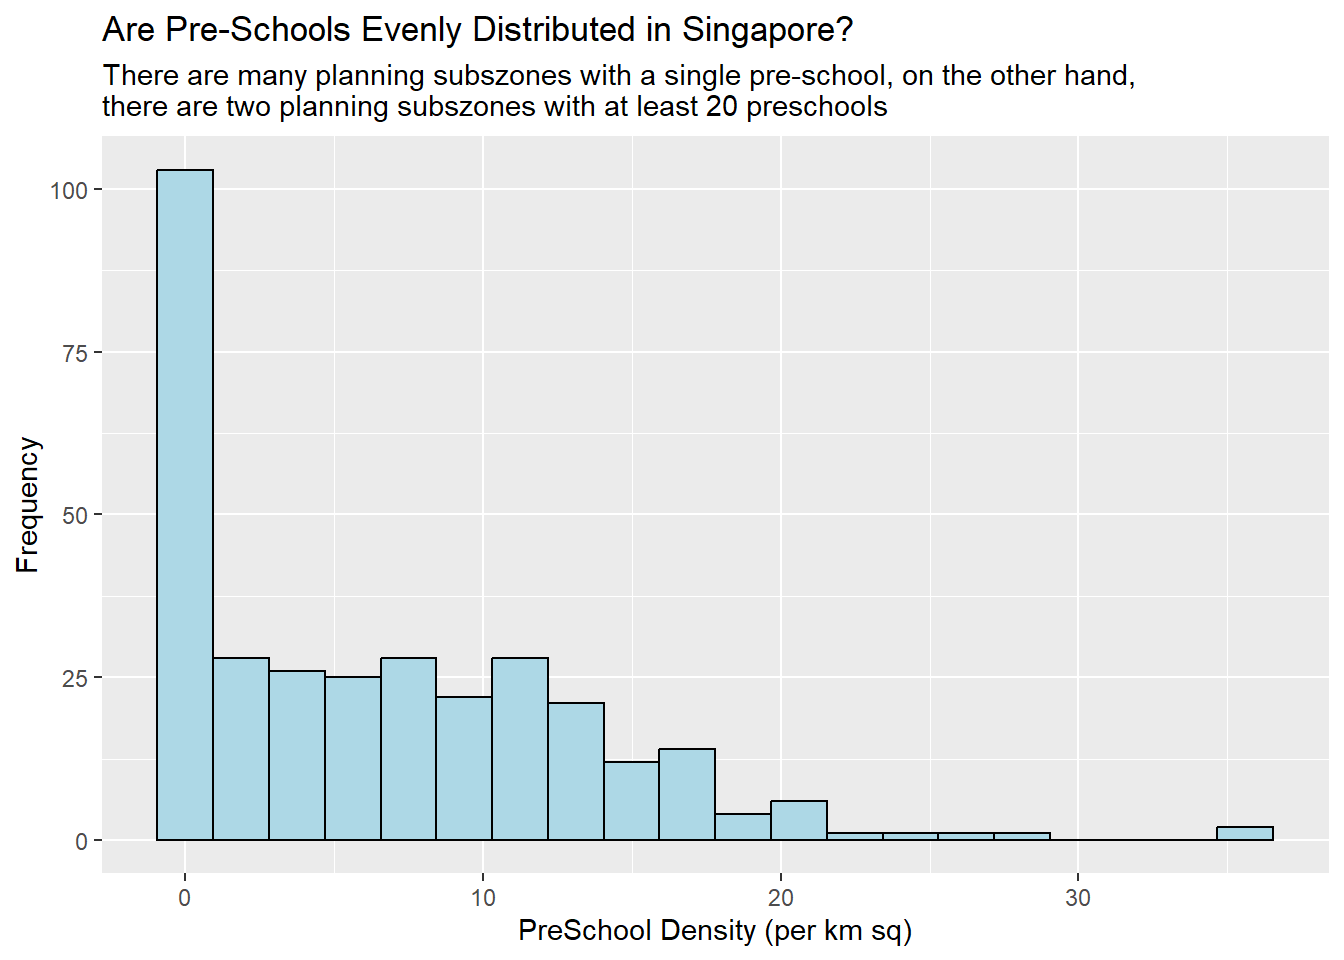 Are Pre-Schools Evenly Distributed in Singapore?
There are many planning subszones with a single pre-school, on the other hand,
there are two planning subszones with at least 20 preschools
100
75
50
25
0
Frequency
0 10 20 30
PreSchool Density (per km sq)